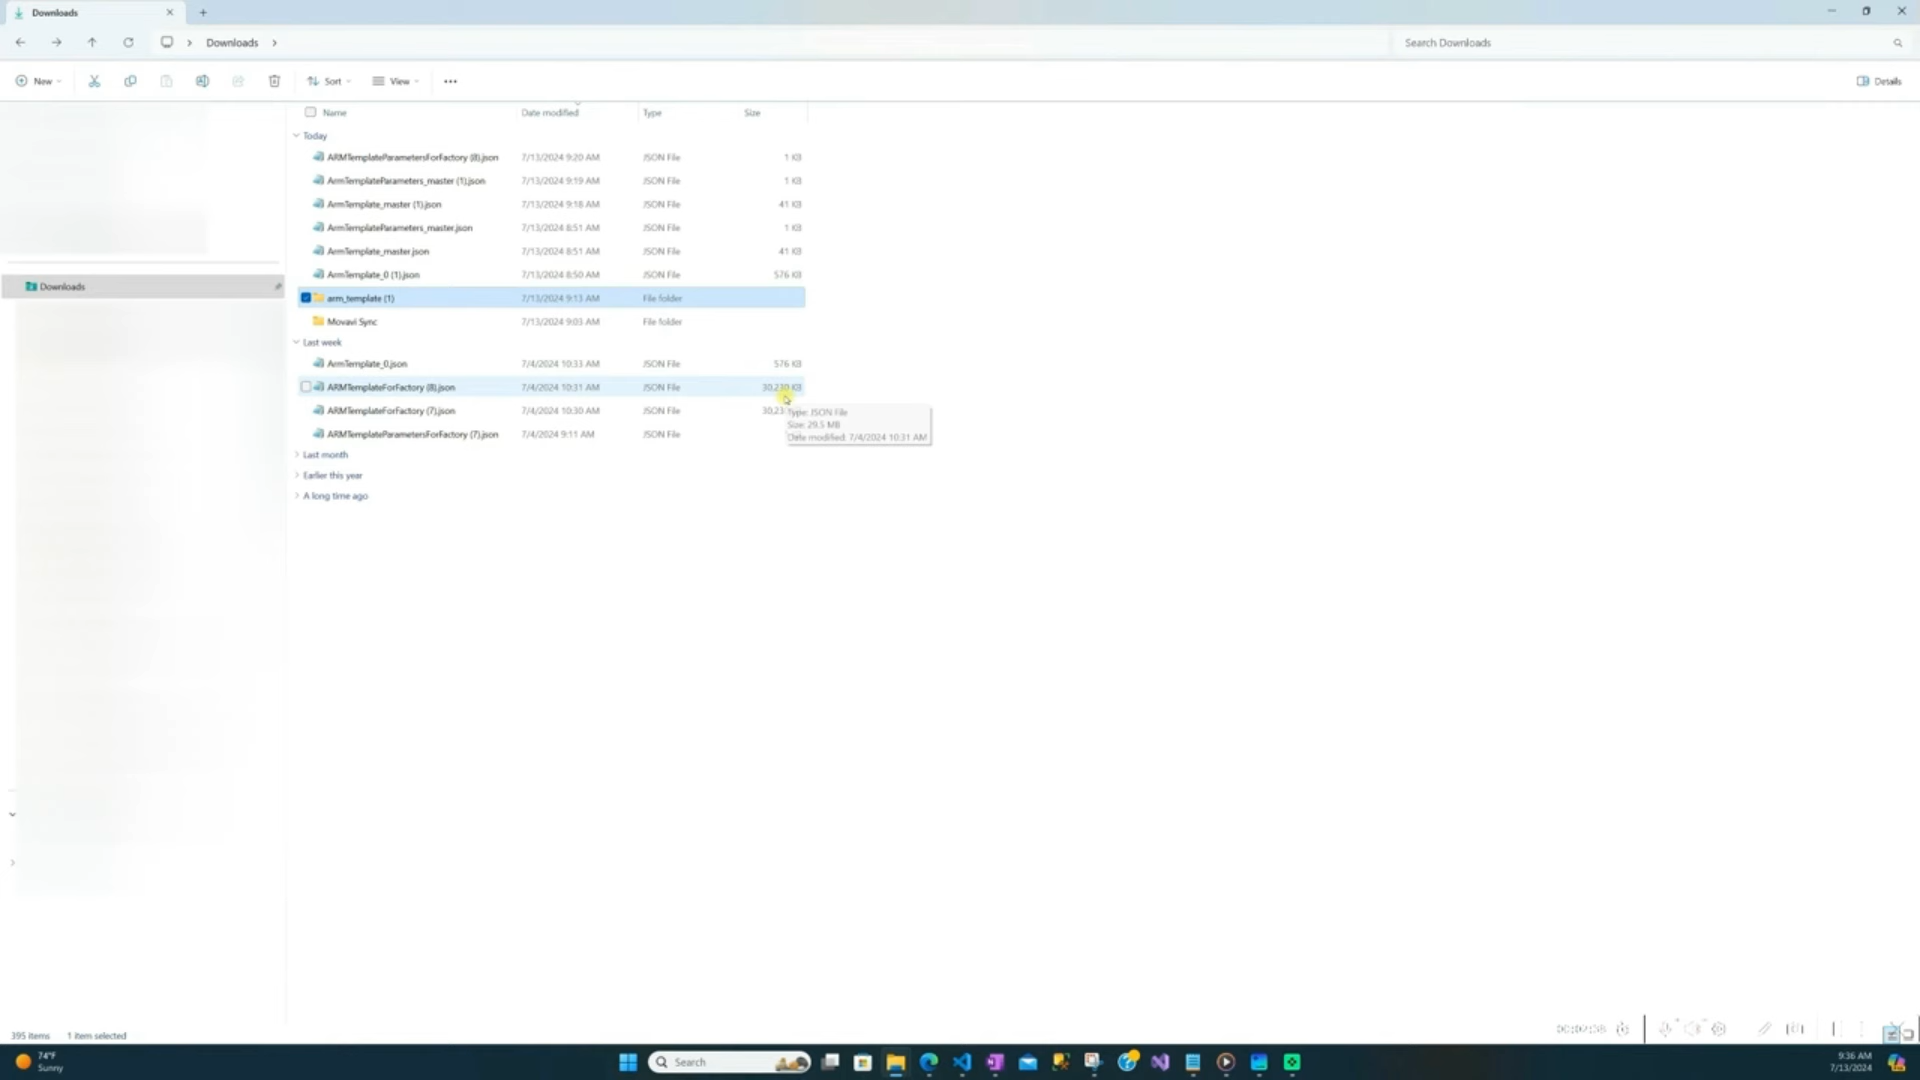 Downloads
Downloads
Search Downloads
New
Sort
View
Details
Name Date modified Type Size
Today
ARMTemplateParametersForFactory (8).json 7/13/2024 9:20 AM JSON File 1 KB
ArmTemplateParameters_master (1).json 7/13/2024 9:19 AM JSON File 1 KB
ArmTemplate_master (1).json 7/13/2024 9:18 AM JSON File 41 KB
ArmTemplateParameters_master.json 7/13/2024 8:51 AM JSON File 1 KB
ArmTemplate_master.json 7/13/2024 8:51 AM JSON File 41 KB
ArmTemplate_0 (1).json 7/13/2024 8:50 AM JSON File 576 KB
Downloads
arm_template (1) 7/13/2024 9:13 AM File folder
Movavi Sync 7/13/2024 9:03 AM File folder
Last week
ArmTemplate_0.json 7/4/2024 10:33 AM JSON File 576 KB
ARMTemplateForFactory (8).json 7/4/2024 10:31 AM JSON File 30,230 KB
ARMTemplateForFactory (7).json 7/4/2024 10:30 AM JSON File 30,23
Type: JSON File
Size: 29.5 MB
Date modified: 7/4/2024 10:31 AM
ARMTemplateParametersForFactory (7).json 7/4/2024 9:11 AM JSON File
Last month
Earlier this year
A long time ago
395 items 1 item selected
74°F
Sunny
Search
9:36 AM
7/13/2024